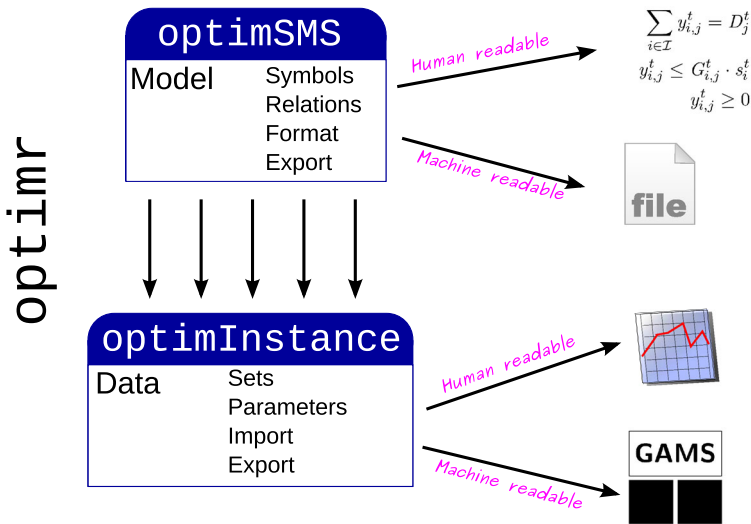 optimr
optimSMS
Model
Symbols
Relations
Format
Export
Human readable
Machine readable
∑_{i∈𝓘} y^t_{i,j} = D^t_j
y^t_{i,j} ≤ G^t_{i,j} · s^t_i
y^t_{i,j} ≥ 0
file
optimInstance
Data
Sets
Parameters
Import
Export
Human readable
Machine readable
GAMS